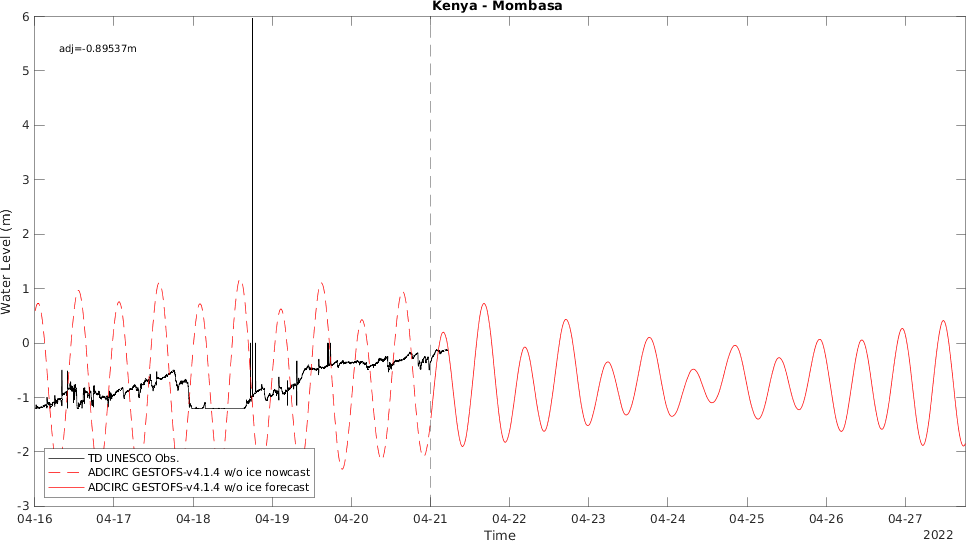 Kenya - Mombasa
adj=-0.89537m
Water Level (m)
6
5
4
3
2
1
0
-1
-2
-3
TD UNESCO Obs.
ADCIRC GESTOFS-v4.1.4 w/o ice nowcast
ADCIRC GESTOFS-v4.1.4 w/o ice forecast
04-16 04-17 04-18 04-19 04-20 04-21 04-22 04-23 04-24 04-25 04-26 04-27
Time
2022